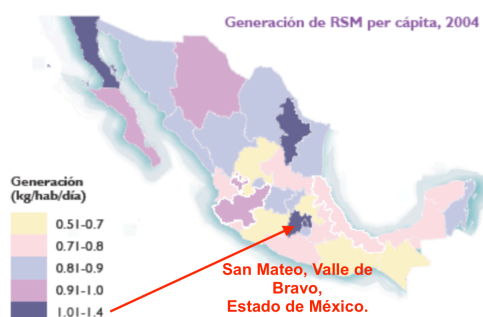 Generación de RSM per cápita, 2004
Generación
(kg/hab/día)
0.51-0.7
0.71-0.8
0.81-0.9
0.91-1.0
1.01-1.4
San Mateo, Valle de
Bravo,
Estado de México.